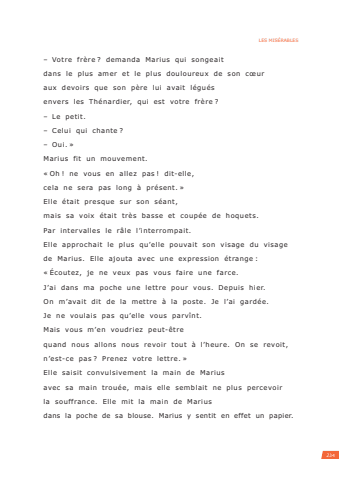 LES MISÉRABLES
– Votre frère ? demanda Marius qui songeait
dans le plus amer et le plus douloureux de son cœur
aux devoirs que son père lui avait légués
envers les Thénardier, qui est votre frère ?
– Le petit.
– Celui qui chante ?
– Oui. »
Marius fit un mouvement.
« Oh ! ne vous en allez pas ! dit-elle,
cela ne sera pas long à présent. »
Elle était presque sur son séant,
mais sa voix était très basse et coupée de hoquets.
Par intervalles le râle l’interrompait.
Elle approchait le plus qu’elle pouvait son visage du visage
de Marius. Elle ajouta avec une expression étrange :
« Écoutez, je ne veux pas vous faire une farce.
J’ai dans ma poche une lettre pour vous. Depuis hier.
On m’avait dit de la mettre à la poste. Je l’ai gardée.
Je ne voulais pas qu’elle vous parvînt.
Mais vous m’en voudriez peut-être
quand nous allons nous revoir tout à l’heure. On se revoit,
n’est-ce pas ? Prenez votre lettre. »
Elle saisit convulsivement la main de Marius
avec sa main trouée, mais elle semblait ne plus percevoir
la souffrance. Elle mit la main de Marius
dans la poche de sa blouse. Marius y sentit en effet un papier.